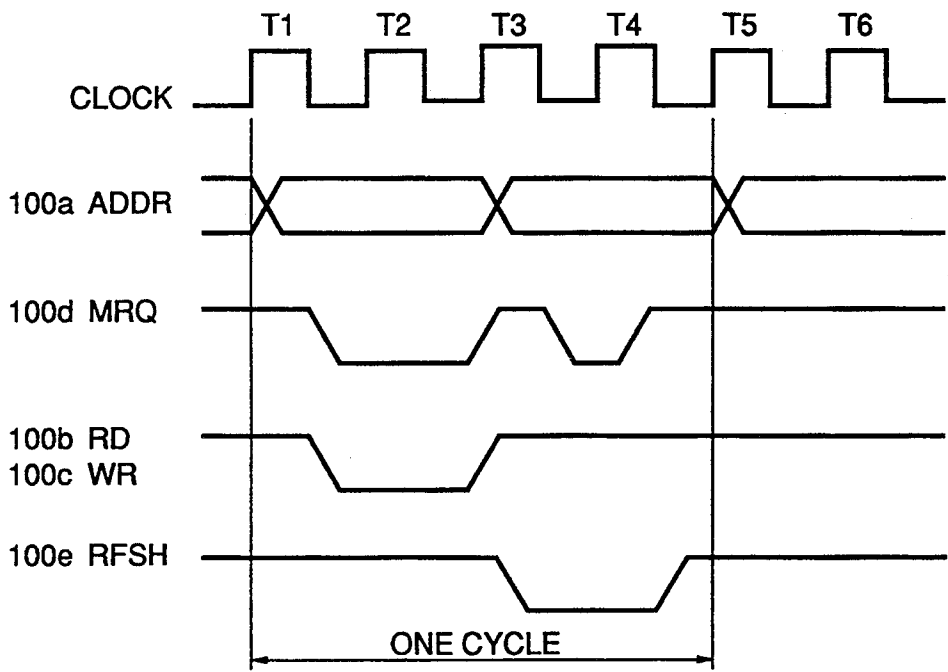 T1 T2 T3 T4 T5 T6
CLOCK
100a ADDR
100d MRQ
100b RD
100c WR
100e RFSH
ONE CYCLE